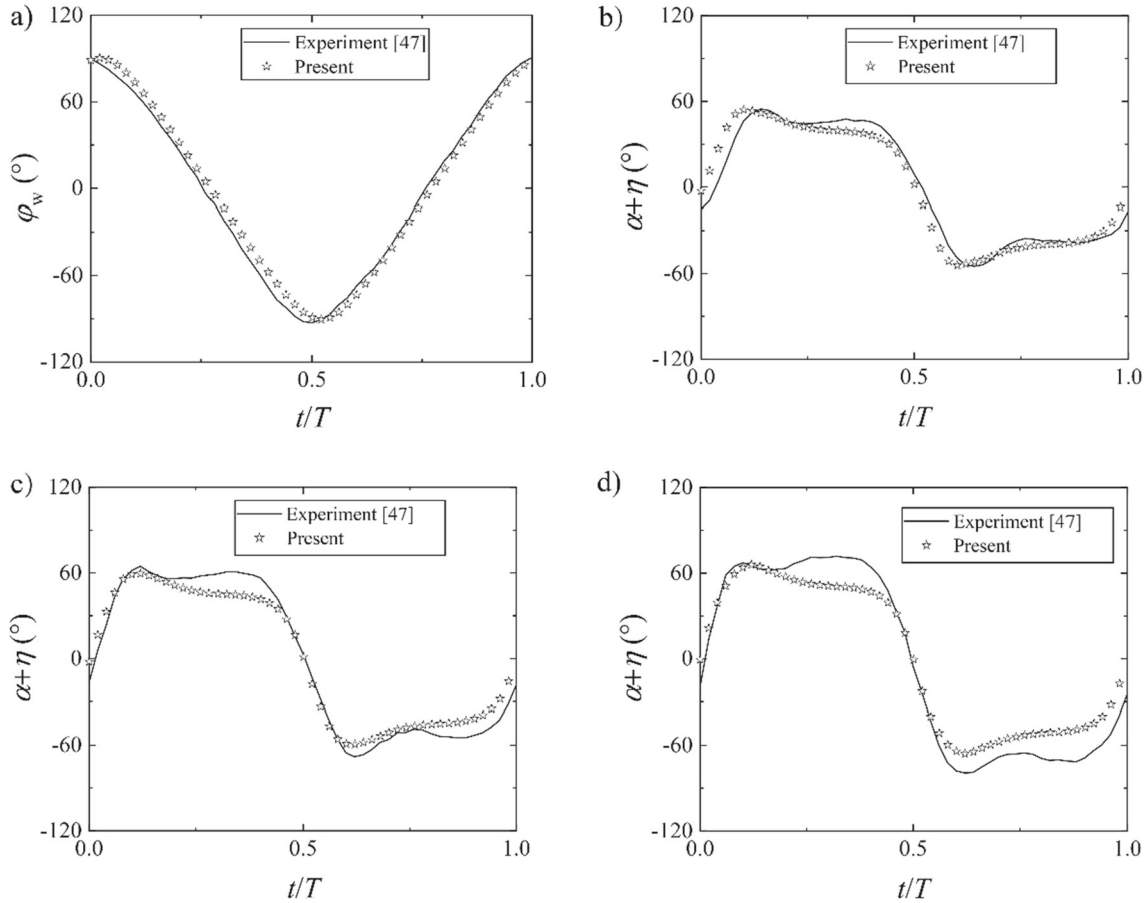 a)
120
60
0
-60
-120
φw (°)
Experiment [47]
Present
0.0
0.5
1.0
t/T
b)
120
60
0
-60
-120
α+η (°)
Experiment [47]
Present
0.0
0.5
1.0
t/T
c)
120
60
0
-60
-120
α+η (°)
Experiment [47]
Present
0.0
0.5
1.0
t/T
d)
120
60
0
-60
-120
α+η (°)
Experiment [47]
Present
0.0
0.5
1.0
t/T